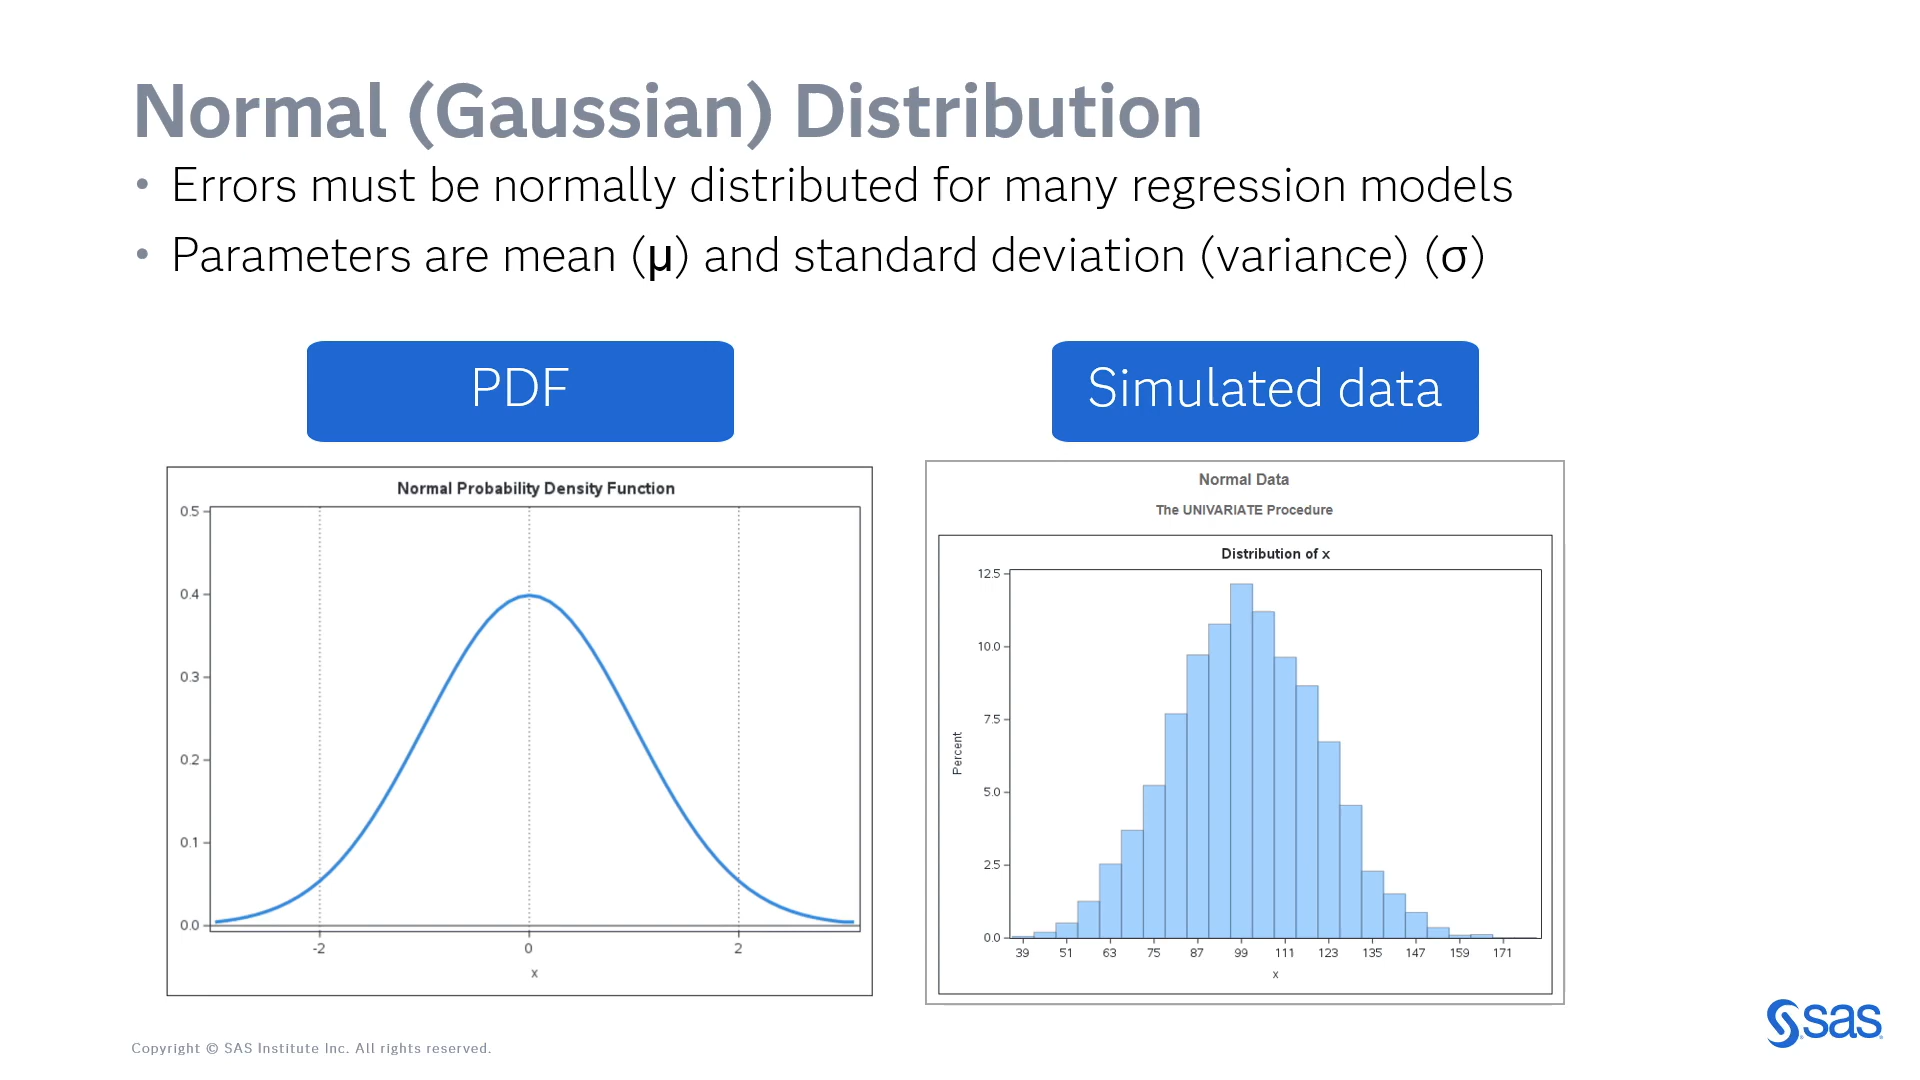 Normal (Gaussian) Distribution
• Errors must be normally distributed for many regression models
• Parameters are mean (μ) and standard deviation (variance) (σ)
PDF
Simulated data
Normal Probability Density Function
0.5
0.4
0.3
0.2
0.1
0.0
-2 0 2
x
Normal Data
The UNIVARIATE Procedure
Distribution of x
12.5
10.0
7.5
5.0
2.5
0.0
Percent
39 51 63 75 87 99 111 123 135 147 159 171
x
Copyright © SAS Institute Inc. All rights reserved.
sas